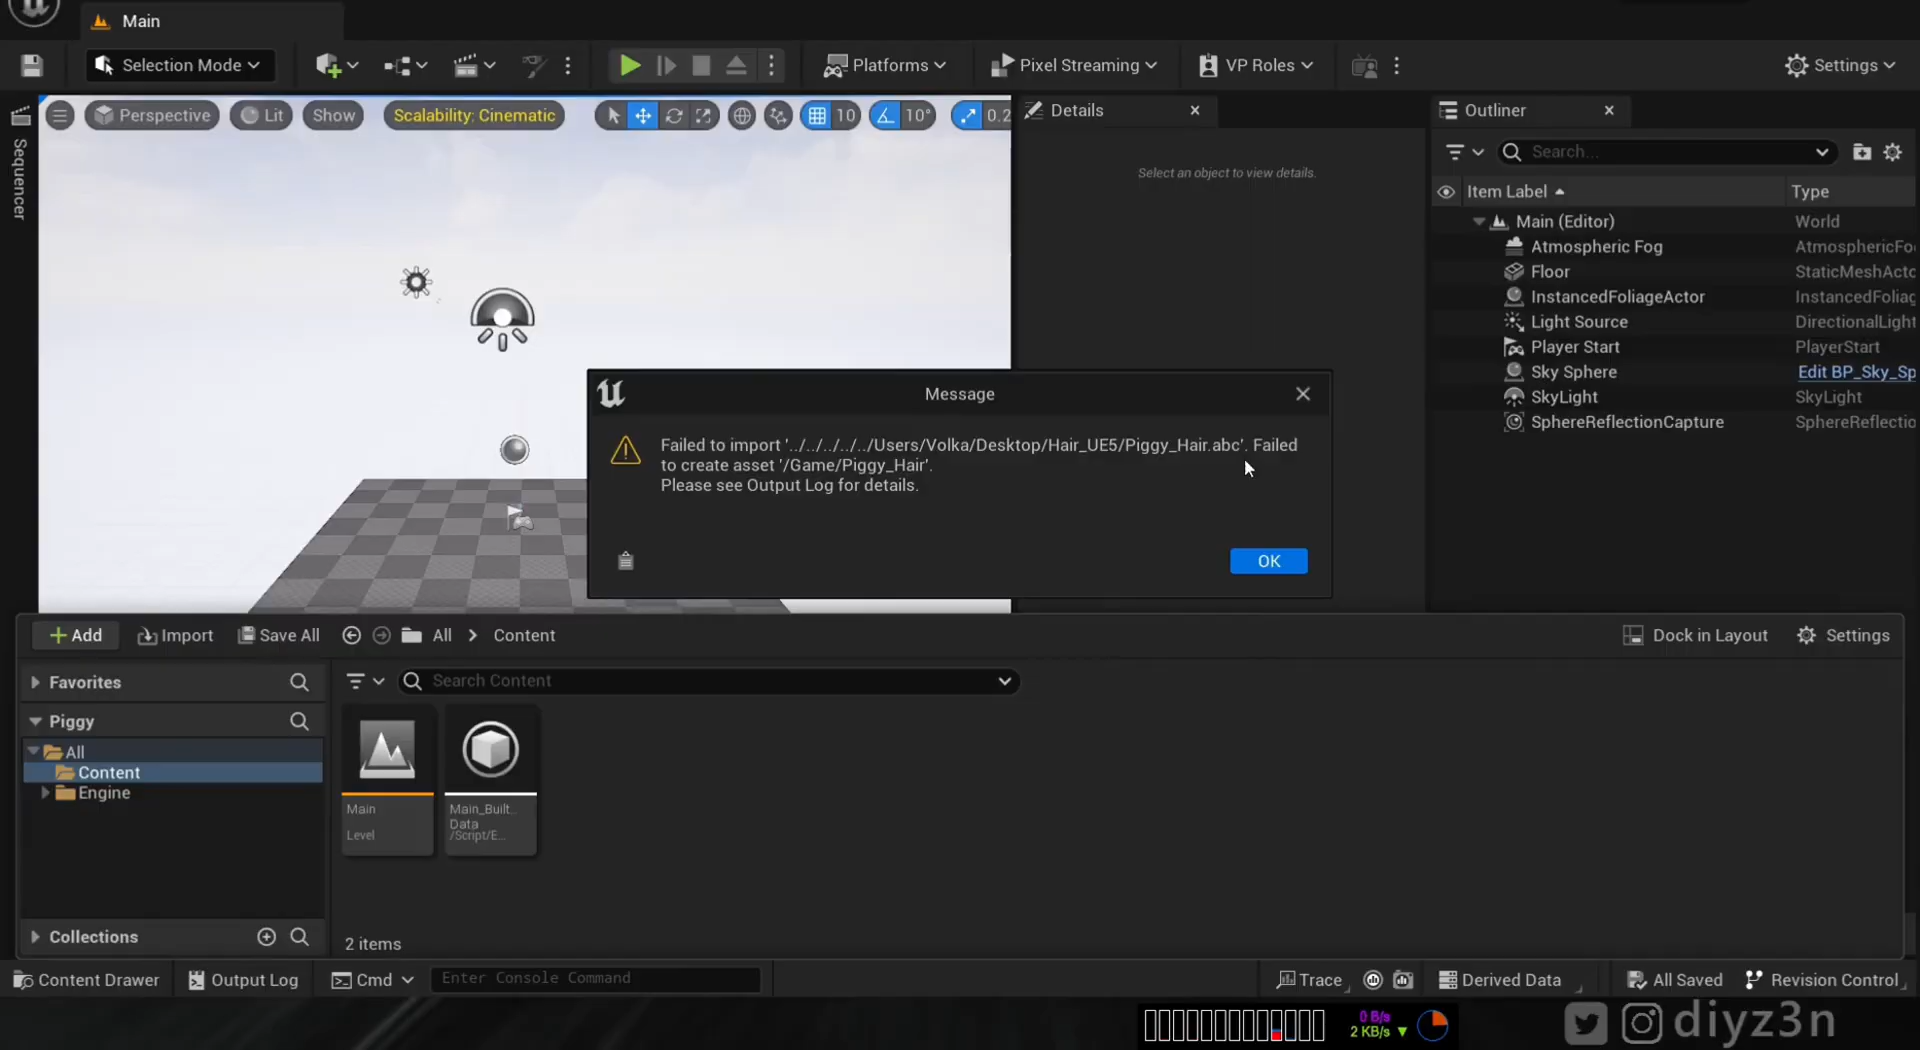 Main
Selection Mode
Platforms
Pixel Streaming
VP Roles
Settings
Sequencer
Perspective
Lit
Show
Scalability: Cinematic
10
10°
0.2
Details
Select an object to view details.
Outliner
Search...
Item Label
Type
Main (Editor)
World
Atmospheric Fog
AtmosphericFo
Floor
StaticMeshActo
InstancedFoliageActor
InstancedFoliag
Light Source
DirectionalLight
Player Start
PlayerStart
Sky Sphere
Edit BP_Sky_Sp
SkyLight
SkyLight
SphereReflectionCapture
SphereReflectio
Message
Failed to import '../../../../../Users/Volka/Desktop/Hair_UE5/Piggy_Hair.abc'. Failed
to create asset '/Game/Piggy_Hair'.
Please see Output Log for details.
OK
+ Add
Import
Save All
All
Content
Dock in Layout
Settings
Favorites
Search Content
Piggy
All
Content
Engine
Main
Level
Main_Built..
Data
/Script/E...
Collections
2 items
Content Drawer
Output Log
Cmd
Enter Console Command
Trace
Derived Data
All Saved
Revision Control
0 B/s
2 KB/s
diyz3n